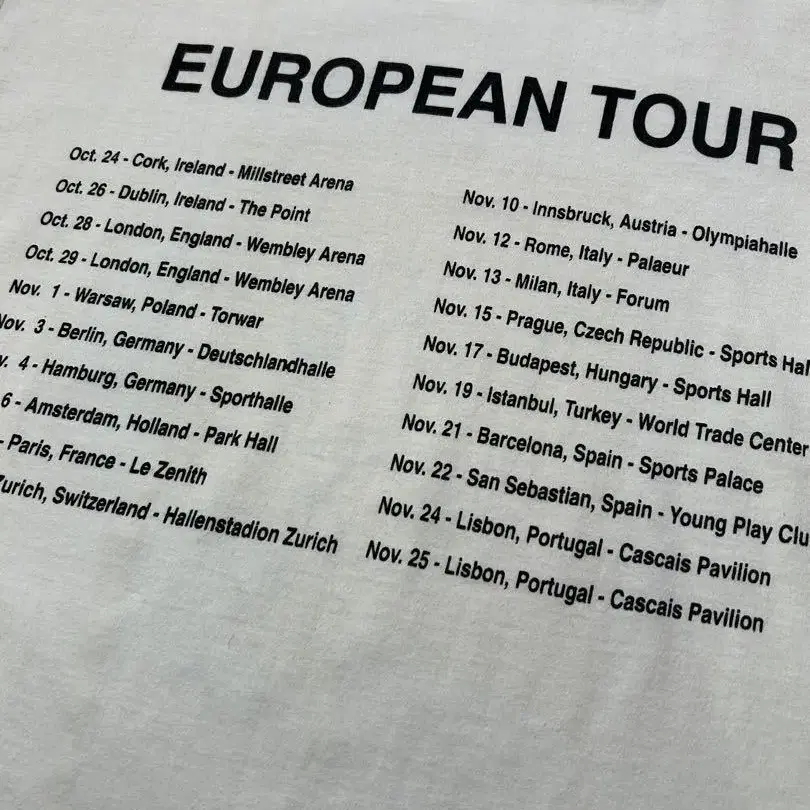 EUROPEAN TOUR
Oct. 24 - Cork, Ireland - Millstreet Arena
Oct. 26 - Dublin, Ireland - The Point
Oct. 28 - London, England - Wembley Arena
Oct. 29 - London, England - Wembley Arena
Nov. 1 - Warsaw, Poland - Torwar
Nov. 3 - Berlin, Germany - Deutschlandhalle
4 - Hamburg, Germany - Sporthalle
6 - Amsterdam, Holland - Park Hall
- Paris, France - Le Zenith
Zurich, Switzerland - Hallenstadion Zurich
Nov. 10 - Innsbruck, Austria - Olympiahalle
Nov. 12 - Rome, Italy - Palaeur
Nov. 13 - Milan, Italy - Forum
Nov. 15 - Prague, Czech Republic - Sports Hal
Nov. 17 - Budapest, Hungary - Sports Hall
Nov. 19 - Istanbul, Turkey - World Trade Center
Nov. 21 - Barcelona, Spain - Sports Palace
Nov. 22 - San Sebastian, Spain - Young Play Clu
Nov. 24 - Lisbon, Portugal - Cascais Pavilion
Nov. 25 - Lisbon, Portugal - Cascais Pavilion